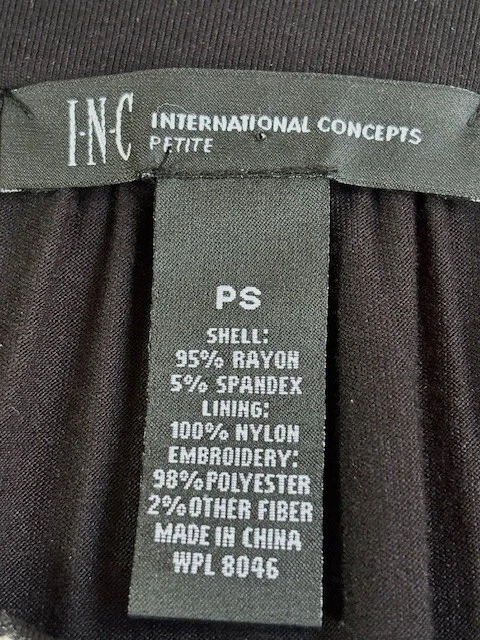 I·N·C INTERNATIONAL CONCEPTS
PETITE
PS
SHELL:
95% RAYON
5% SPANDEX
LINING:
100% NYLON
EMBROIDERY:
98% POLYESTER
2% OTHER FIBER
MADE IN CHINA
WPL 8046